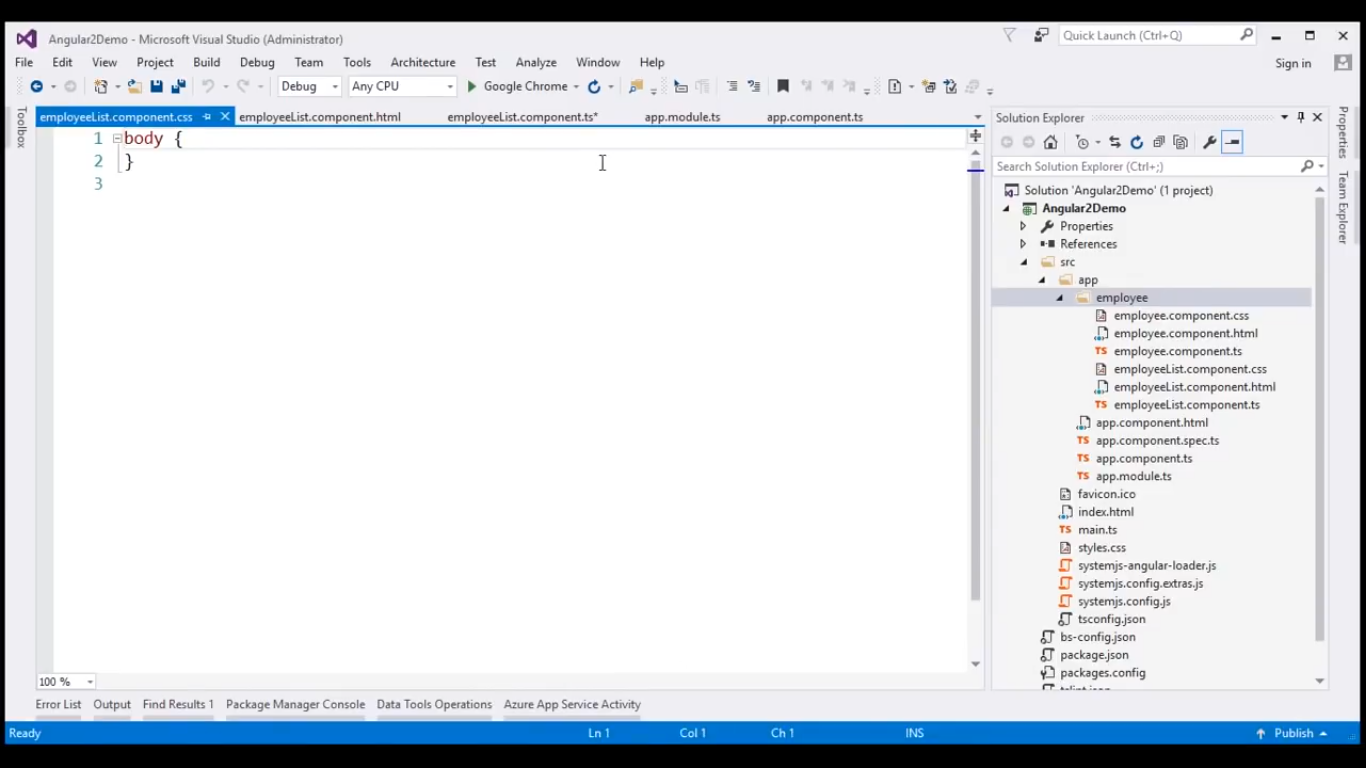 Angular2Demo - Microsoft Visual Studio (Administrator)
Quick Launch (Ctrl+Q)
File Edit View Project Build Debug Team Tools Architecture Test Analyze Window Help
Sign in
Debug Any CPU Google Chrome
Toolbox
employeeList.component.css employeeList.component.html employeeList.component.ts* app.module.ts app.component.ts
1 body {
2 }
3
100 %
Solution Explorer
Search Solution Explorer (Ctrl+;)
Solution 'Angular2Demo' (1 project)
Angular2Demo
Properties
References
src
app
employee
employee.component.css
employee.component.html
employee.component.ts
employeeList.component.css
employeeList.component.html
employeeList.component.ts
app.component.html
app.component.spec.ts
app.component.ts
app.module.ts
favicon.ico
index.html
main.ts
styles.css
systemjs-angular-loader.js
systemjs.config.extras.js
systemjs.config.js
tsconfig.json
bs-config.json
package.json
packages.config
Properties
Team Explorer
Error List Output Find Results 1 Package Manager Console Data Tools Operations Azure App Service Activity
Ready Ln 1 Col 1 Ch 1 INS Publish